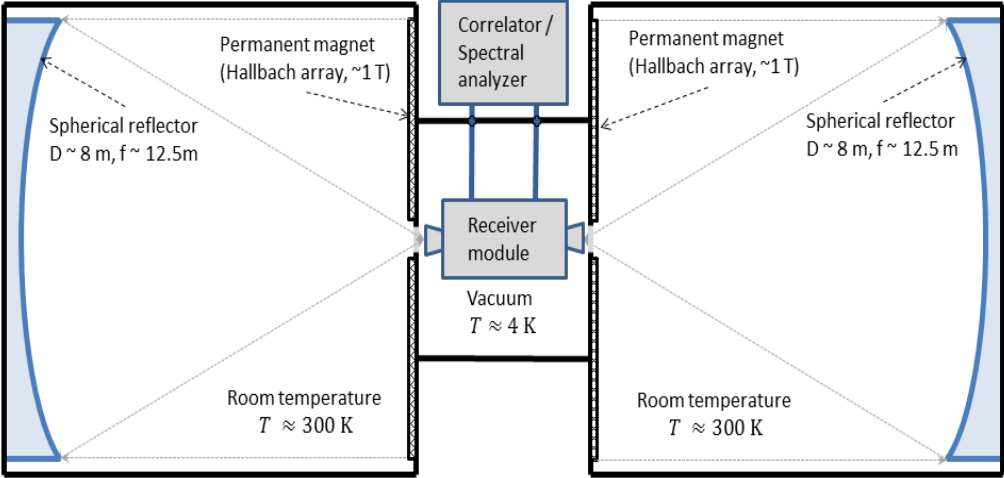 Permanent magnet
(Hallbach array, ~1 T)
Spherical reflector
D ~ 8 m, f ~ 12.5m
Correlator /
Spectral
analyzer
Permanent magnet
(Hallbach array, ~1 T)
Spherical reflector
D ~ 8 m, f ~ 12.5 m
Receiver
module
Vacuum
T ≈ 4 K
Room temperature
T ≈ 300 K
Room temperature
T ≈ 300 K